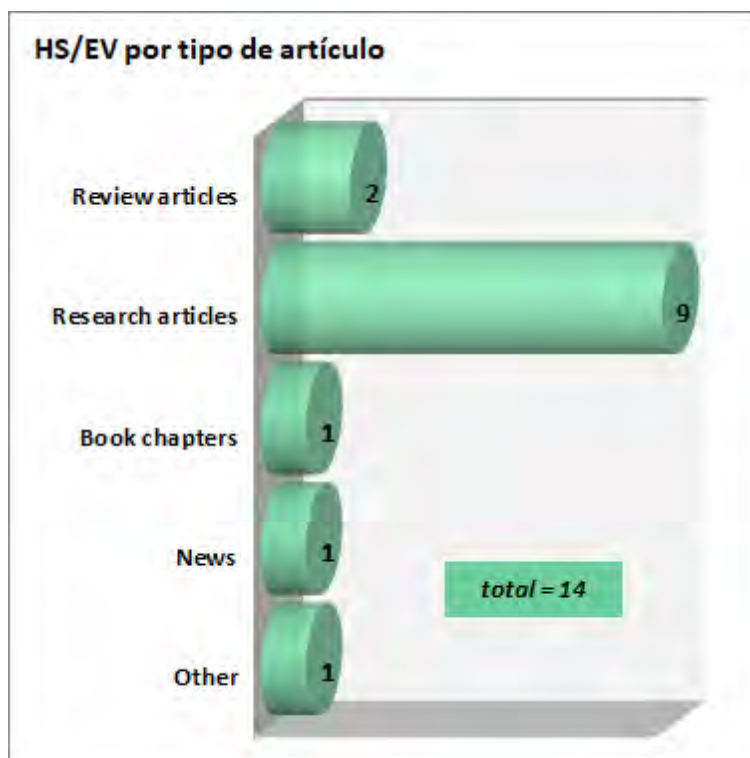 HS/EV por tipo de artículo
Review articles
2
Research articles
9
Book chapters
1
News
1
total = 14
Other
1